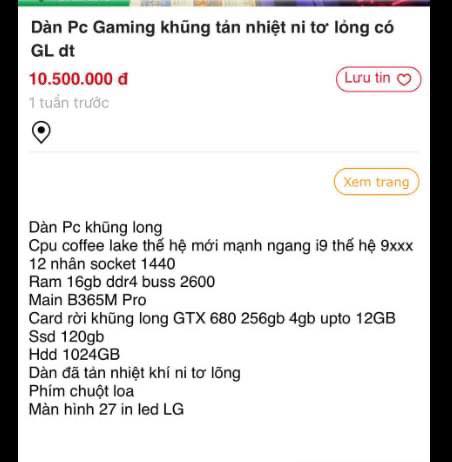 Dàn Pc Gaming khũng tản nhiệt ni tơ lỏng có
GL dt
10.500.000 đ
Lưu tin
1 tuần trước
Xem trang
Dàn Pc khũng long
Cpu coffee lake thế hệ mới mạnh ngang i9 thế hệ 9xxx
12 nhân socket 1440
Ram 16gb ddr4 buss 2600
Main B365M Pro
Card rời khũng long GTX 680 256gb 4gb upto 12GB
Ssd 120gb
Hdd 1024GB
Dàn đã tản nhiệt khí ni tơ lõng
Phím chuột loa
Màn hình 27 in led LG